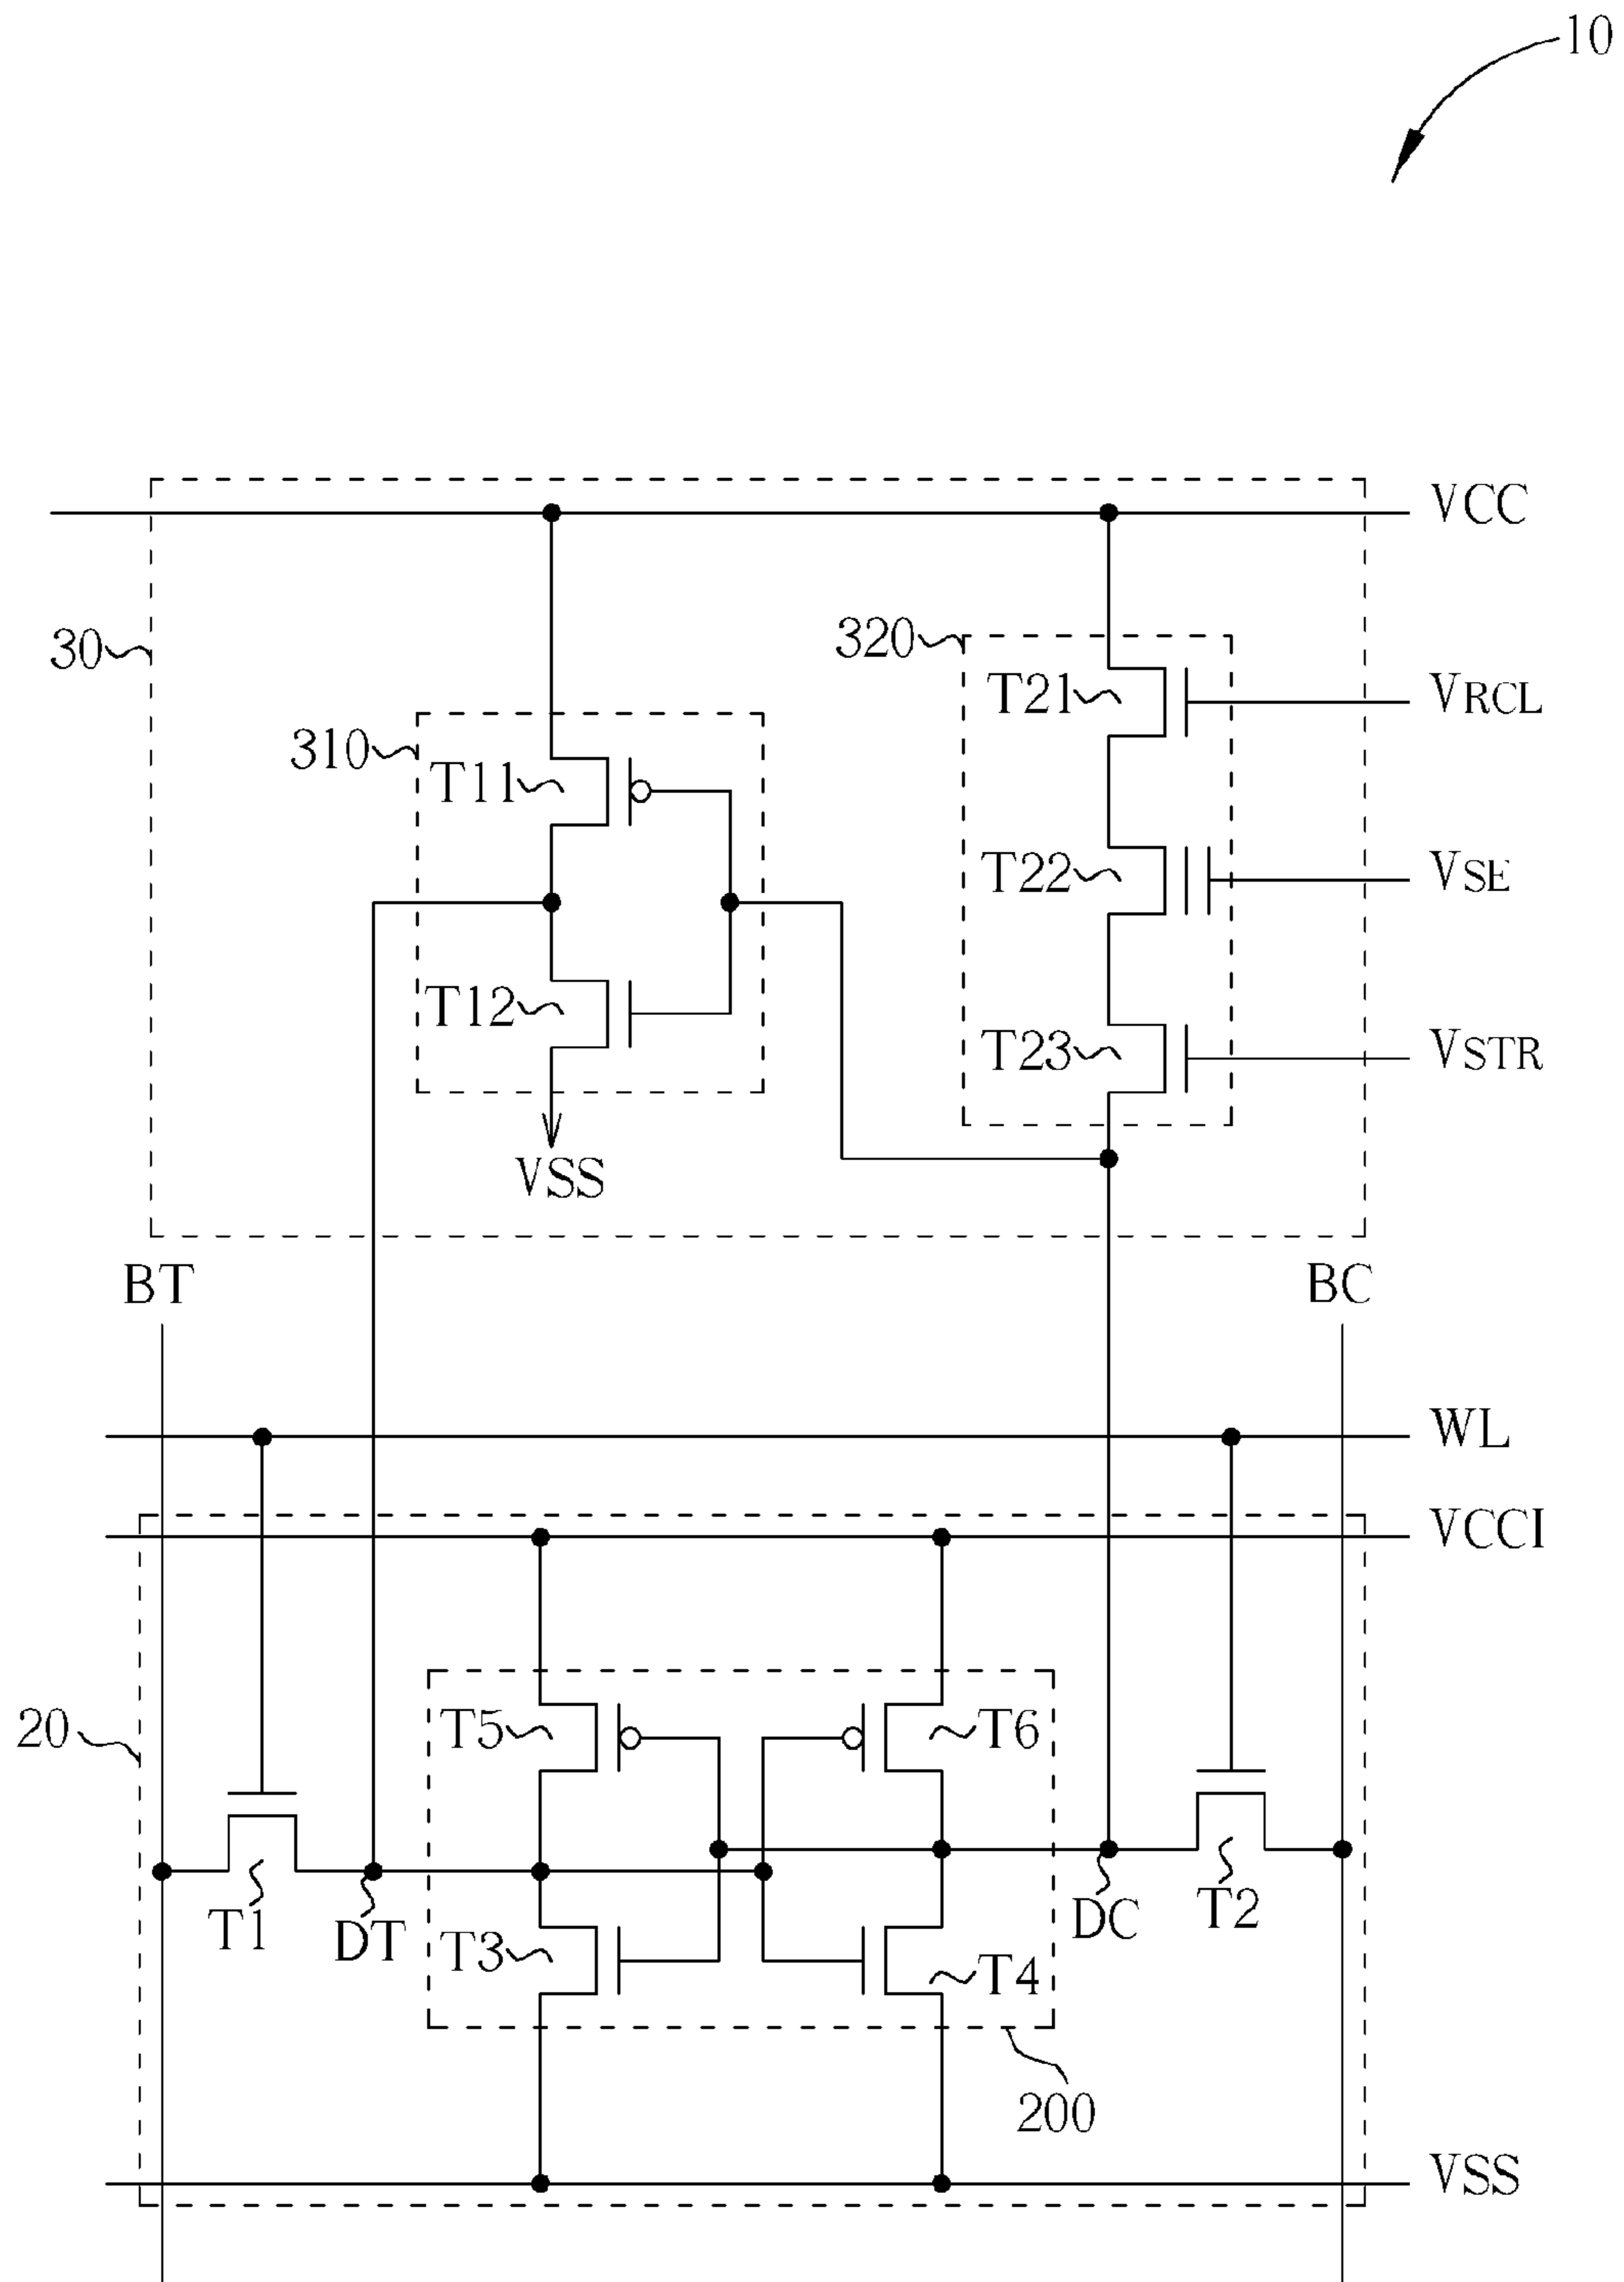 10
VCC
30
320
T21
VRCL
310
T11
T22
VSE
T12
T23
VSTR
VSS
BT
BC
WL
VCCI
20
T5
T6
T1
DT
T3
T4
DC
T2
200
VSS